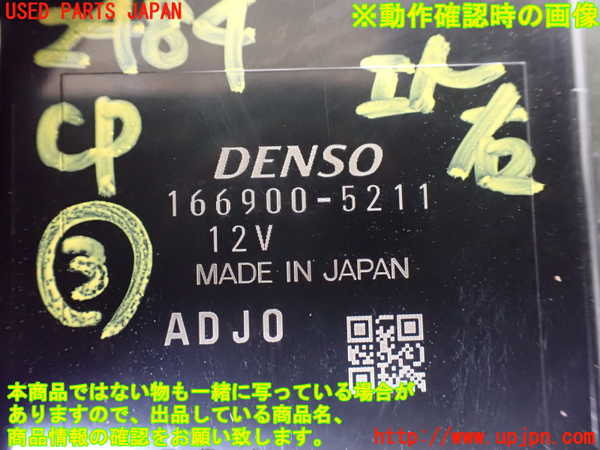 USED PARTS JAPAN
※動作確認時の画像
CP
3
DENSO
166900-5211
12V
MADE IN JAPAN
ADJ0
本商品ではない物も一緒に写っている場合が
ありますので、出品している商品名、
商品情報の確認をお願い致します。
http://www.upjpn.com